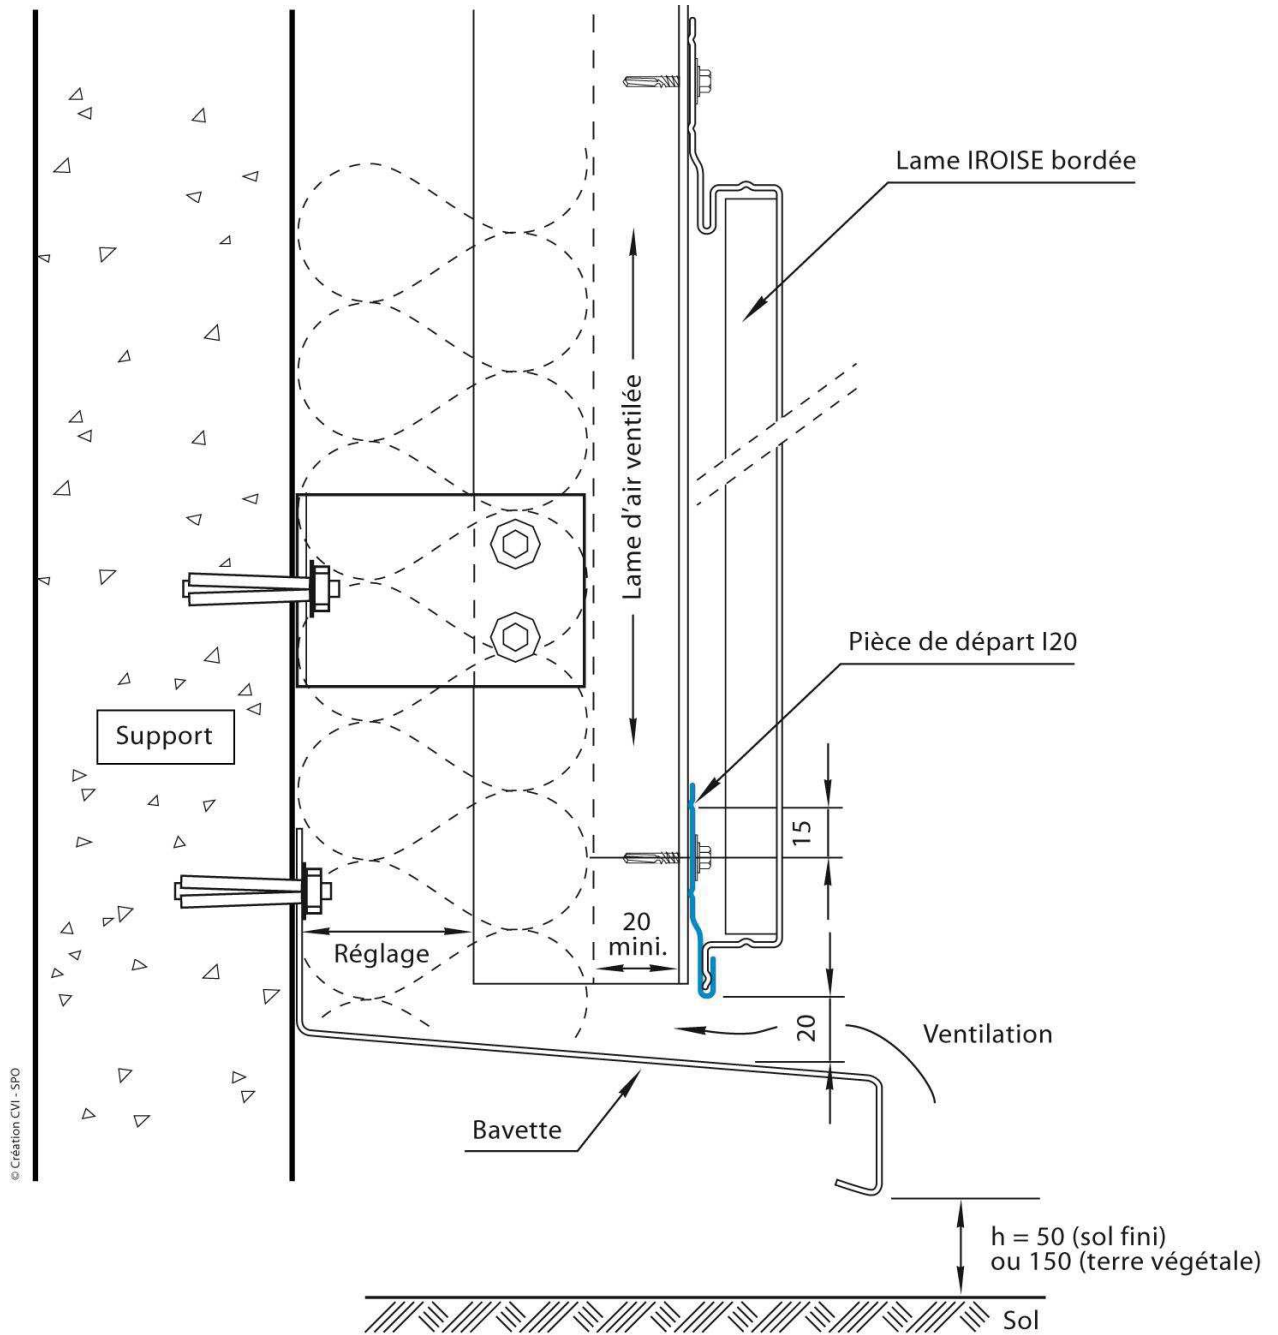 Lame IROISE bordée
Lame d'air ventilée
Pièce de départ I20
Support
15
20
mini.
Réglage
20
Ventilation
Bavette
© Création CVI - SPO
h = 50 (sol fini)
ou 150 (terre végétale)
Sol